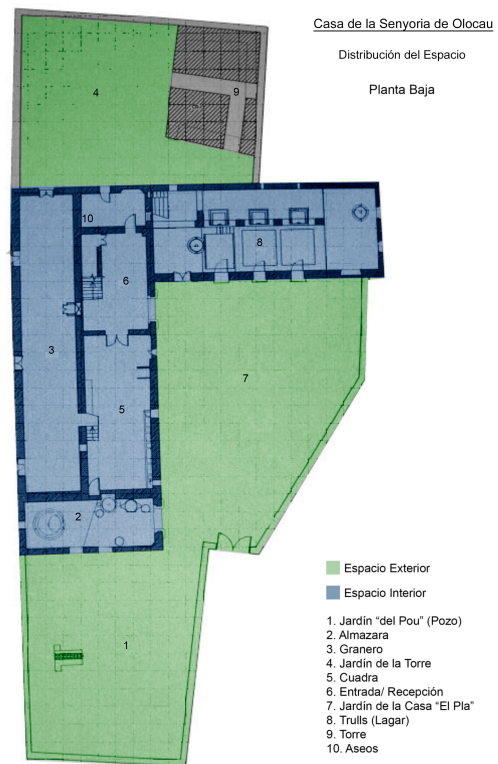 Casa de la Senyoria de Olocau
Distribución del Espacio
Planta Baja
4
9
10
8
6
3
7
5
2
1
Espacio Exterior
Espacio Interior
1. Jardín “del Pou” (Pozo)
2. Almazara
3. Granero
4. Jardín de la Torre
5. Cuadra
6. Entrada/ Recepción
7. Jardín de la Casa “El Pla”
8. Trulls (Lagar)
9. Torre
10. Aseos